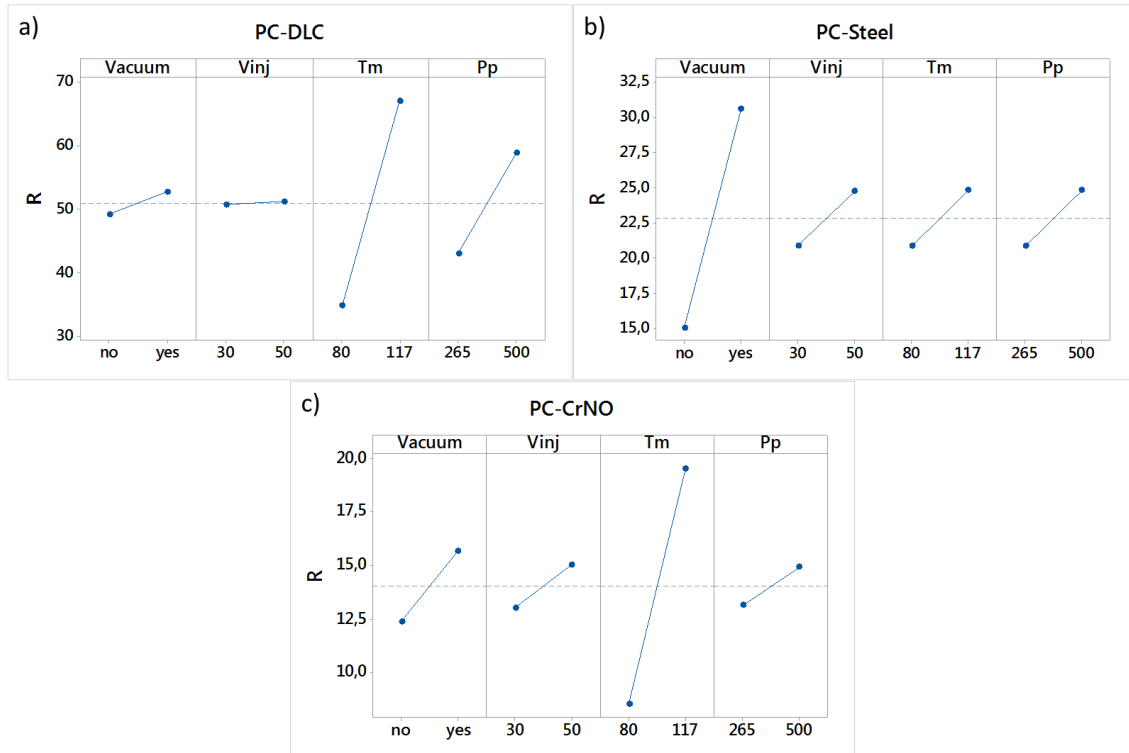 a)
PC-DLC
Vacuum Vinj Tm Pp
70
60
50
40
30
R
no yes 30 50 80 117 265 500
b)
PC-Steel
Vacuum Vinj Tm Pp
32,5
30,0
27,5
25,0
22,5
20,0
17,5
15,0
R
no yes 30 50 80 117 265 500
c)
PC-CrNO
Vacuum Vinj Tm Pp
20,0
17,5
15,0
12,5
10,0
R
no yes 30 50 80 117 265 500